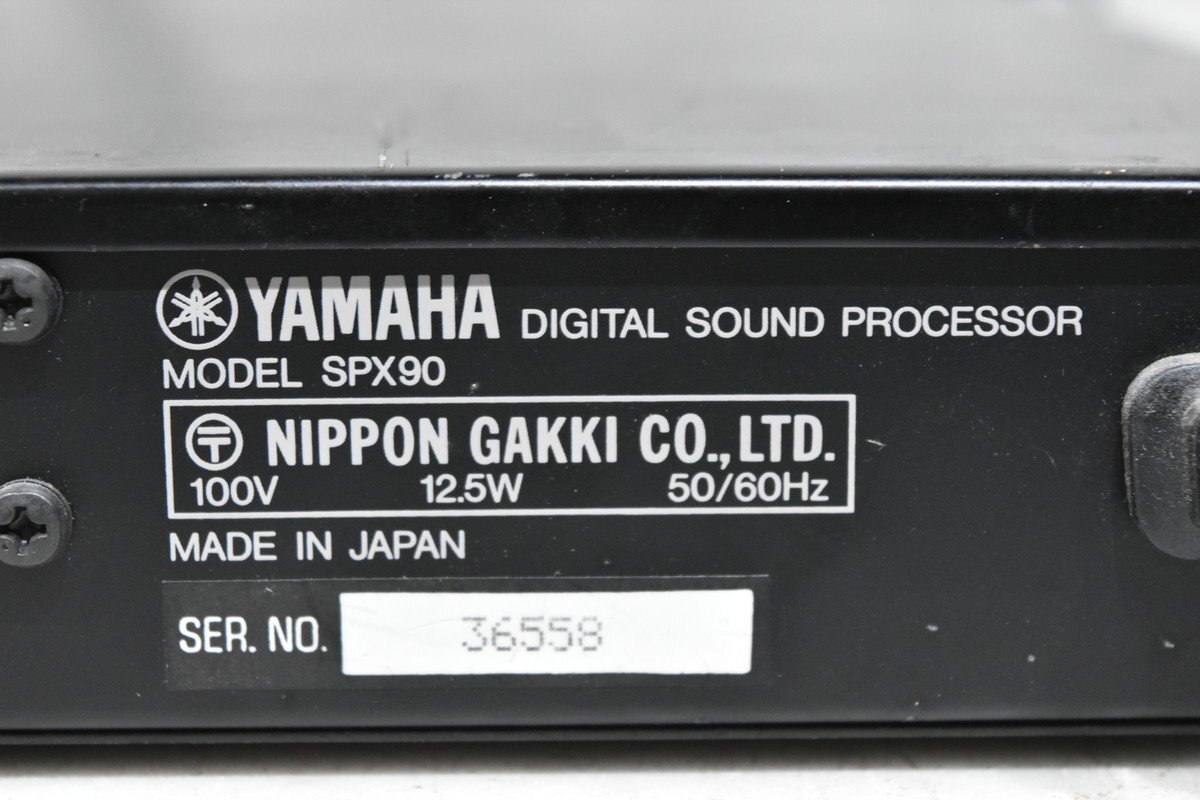 YAMAHA DIGITAL SOUND PROCESSOR
MODEL SPX90
NIPPON GAKKI CO., LTD.
100V 12.5W 50/60Hz
MADE IN JAPAN
SER. NO. 36558